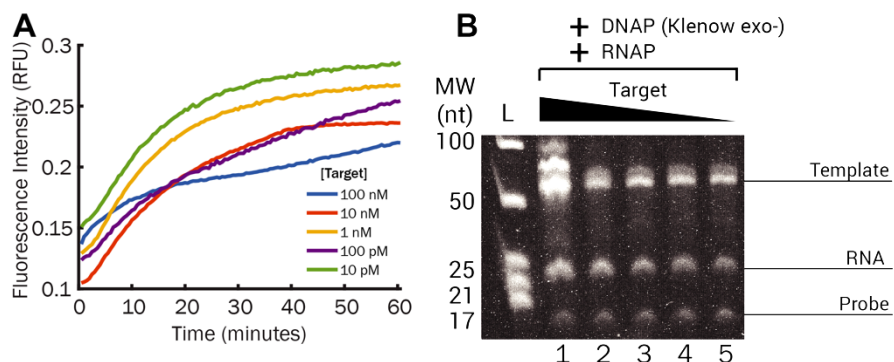 A
Fluorescence Intensity (RFU)
0.3
0.25
0.2
0.15
0.1
0
10
20
30
40
50
60
Time (minutes)
[Target]
100 nM
10 nM
1 nM
100 pM
10 pM
B
+ DNAP (Klenow exo-)
+ RNAP
Target
MW
(nt)
L
100
50
25
21
17
Template
RNA
Probe
1 2 3 4 5